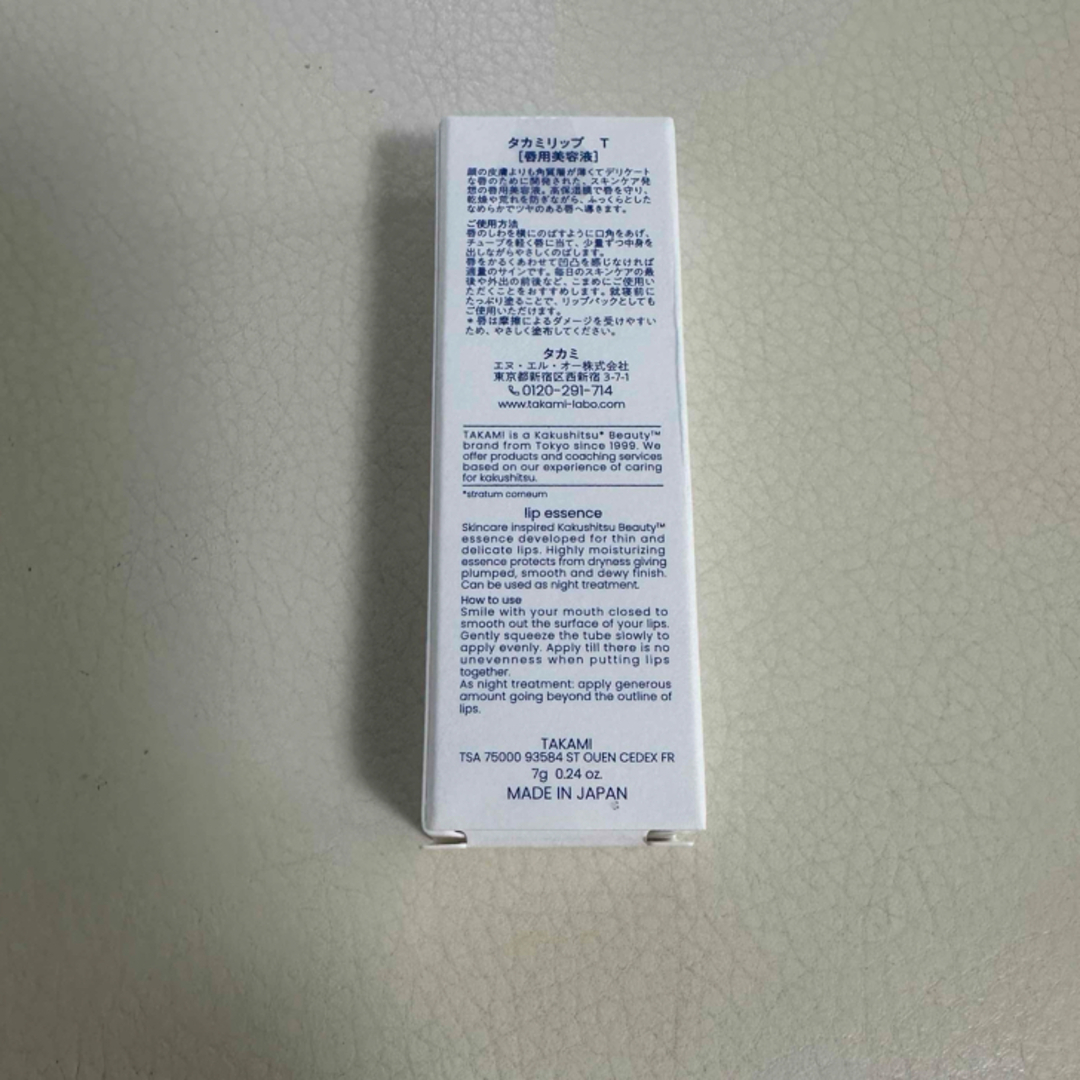 タカミリップ　T
[唇用美容液]
顔の皮膚よりも角質層が薄くてデリケート
な唇のために開発された、スキンケア発
想の唇用美容液。高保湿膜で唇を守り、
乾燥や荒れを防ぎながら、ふっくらとした
なめらかでツヤのある唇へ導きます。
ご使用方法
唇のしわを横にのばすように口角をあげ、
チューブを軽く唇に当て、少量ずつ中身を
出しながらやさしくのばします。
唇をかるくあわせて凹凸を感じなければ
適量のサインです。毎日のスキンケアの最
後や外出の前後など、こまめにご使用い
ただくことをおすすめします。就寝前に
たっぷり塗ることで、リップパックとしても
ご使用いただけます。
*唇は摩擦によるダメージを受けやすい
ため、やさしく塗布してください。
タカミ
エヌ・エル・オー株式会社
東京都新宿区西新宿 3-7-1
0120-291-714
www.takami-labo.com
TAKAMI is a Kakushitsu* Beauty™
brand from Tokyo since 1999. We
offer products and coaching services
based on our experience of caring
for kakushitsu.
*stratum corneum
lip essence
Skincare inspired Kakushitsu Beauty™
essence developed for thin and
delicate lips. Highly moisturizing
essence protects from dryness giving
plumped, smooth and dewy finish.
Can be used as night treatment.
How to use
Smile with your mouth closed to
smooth out the surface of your lips.
Gently squeeze the tube slowly to
apply evenly. Apply till there is no
unevenness when putting lips
together.
As night treatment: apply generous
amount going beyond the outline of
lips.
TAKAMI
TSA 75000 93584 ST OUEN CEDEX FR
7g 0.24 oz.
MADE IN JAPAN